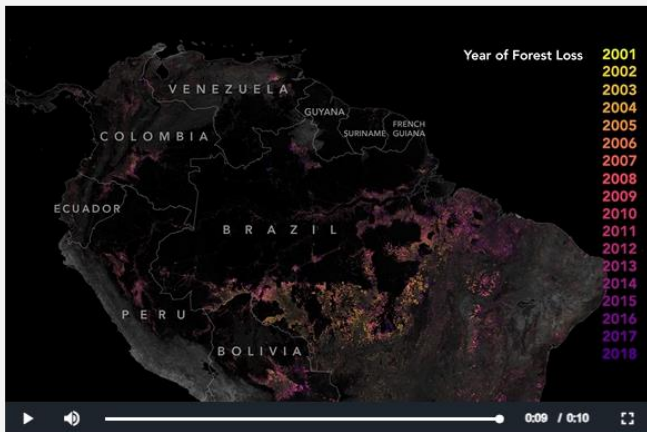 Year of Forest Loss
2001
2002
2003
2004
2005
2006
2007
2008
2009
2010
2011
2012
2013
2014
2015
2016
2017
2018
VENEZUELA
GUYANA
SURINAME
FRENCH
GUIANA
COLOMBIA
ECUADOR
BRAZIL
PERU
BOLIVIA
0:09 / 0:10